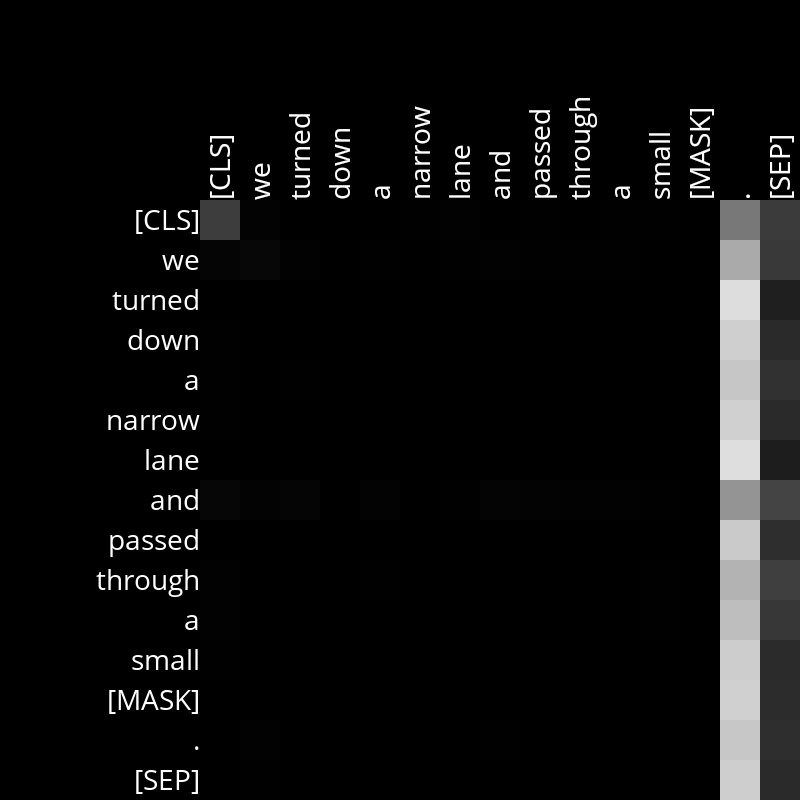 [CLS] we turned down a narrow lane and passed through a small [MASK] . [SEP]
[CLS]
we
turned
down
a
narrow
lane
and
passed
through
a
small
[MASK]
.
[SEP]